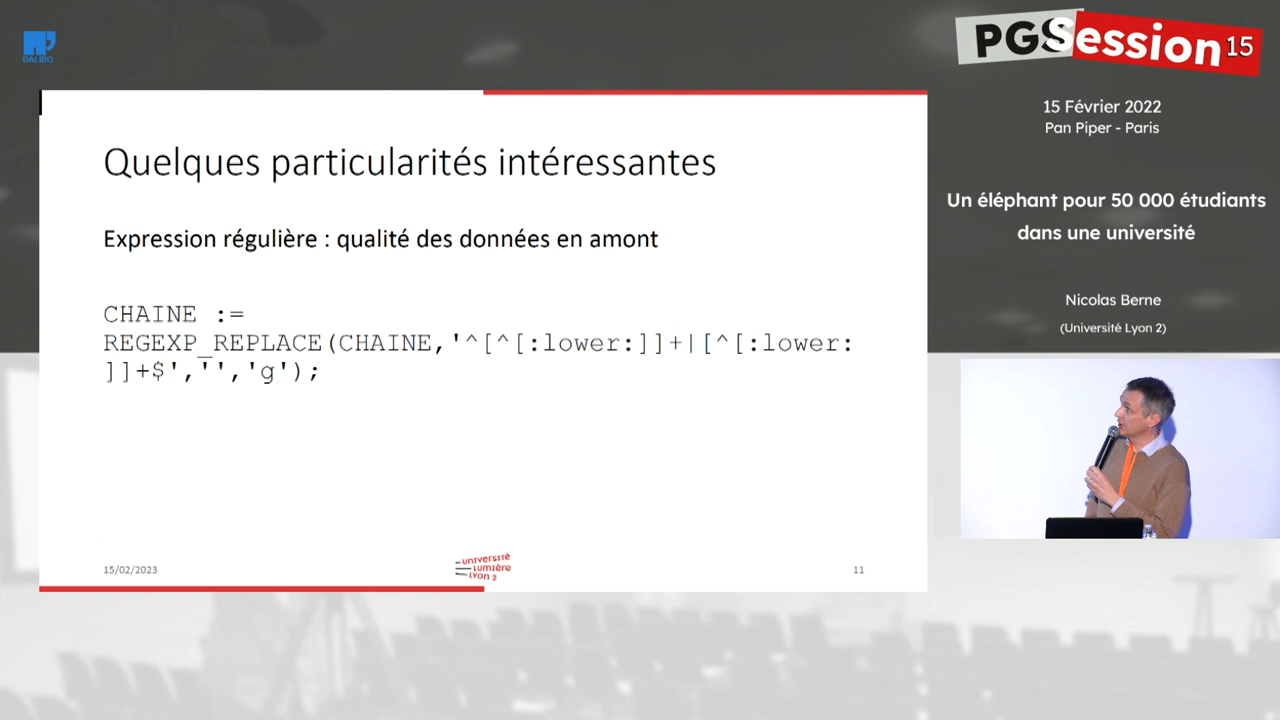 DALIBO
PGSession 15
15 Février 2022
Pan Piper - Paris
Un éléphant pour 50 000 étudiants
dans une université
Nicolas Berne
(Université Lyon 2)
Quelques particularités intéressantes
Expression régulière : qualité des données en amont
CHAINE :=
REGEXP_REPLACE(CHAINE,'^[^[:lower:]]+|[^[:lower:
]]+$','','g');
15/02/2023
UNIVERSITÉ
LUMIÈRE
LYON 2
11